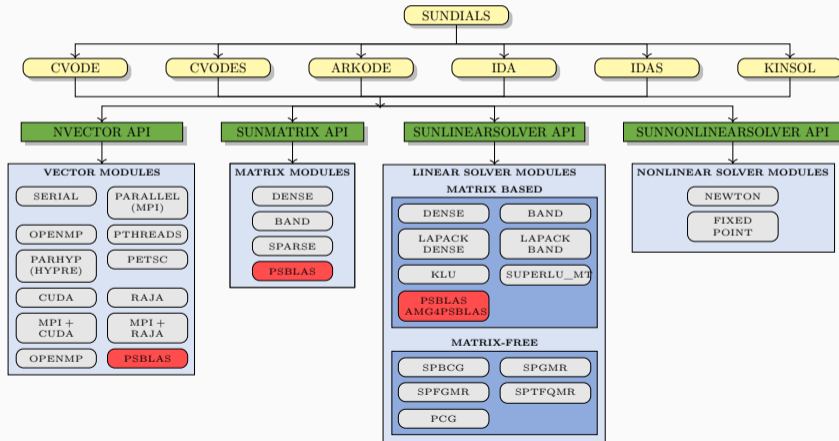 SUNDIALS
CVODE
CVODES
ARKODE
IDA
IDAS
KINSOL
NVECTOR API
SUNMATRIX API
SUNLINEARSOLVER API
SUNNONLINEARSOLVER API
VECTOR MODULES
SERIAL
PARALLEL
(MPI)
OPENMP
PTHREADS
PARHYP
(HYPRE)
PETSC
CUDA
RAJA
MPI +
CUDA
MPI +
RAJA
OPENMP
PSBLAS
MATRIX MODULES
DENSE
BAND
SPARSE
PSBLAS
LINEAR SOLVER MODULES
MATRIX BASED
DENSE
BAND
LAPACK
DENSE
LAPACK
BAND
KLU
SUPERLU_MT
PSBLAS
AMG4PSBLAS
MATRIX-FREE
SPBCG
SPGMR
SPFGMR
SPTFQMR
PCG
NONLINEAR SOLVER MODULES
NEWTON
FIXED
POINT